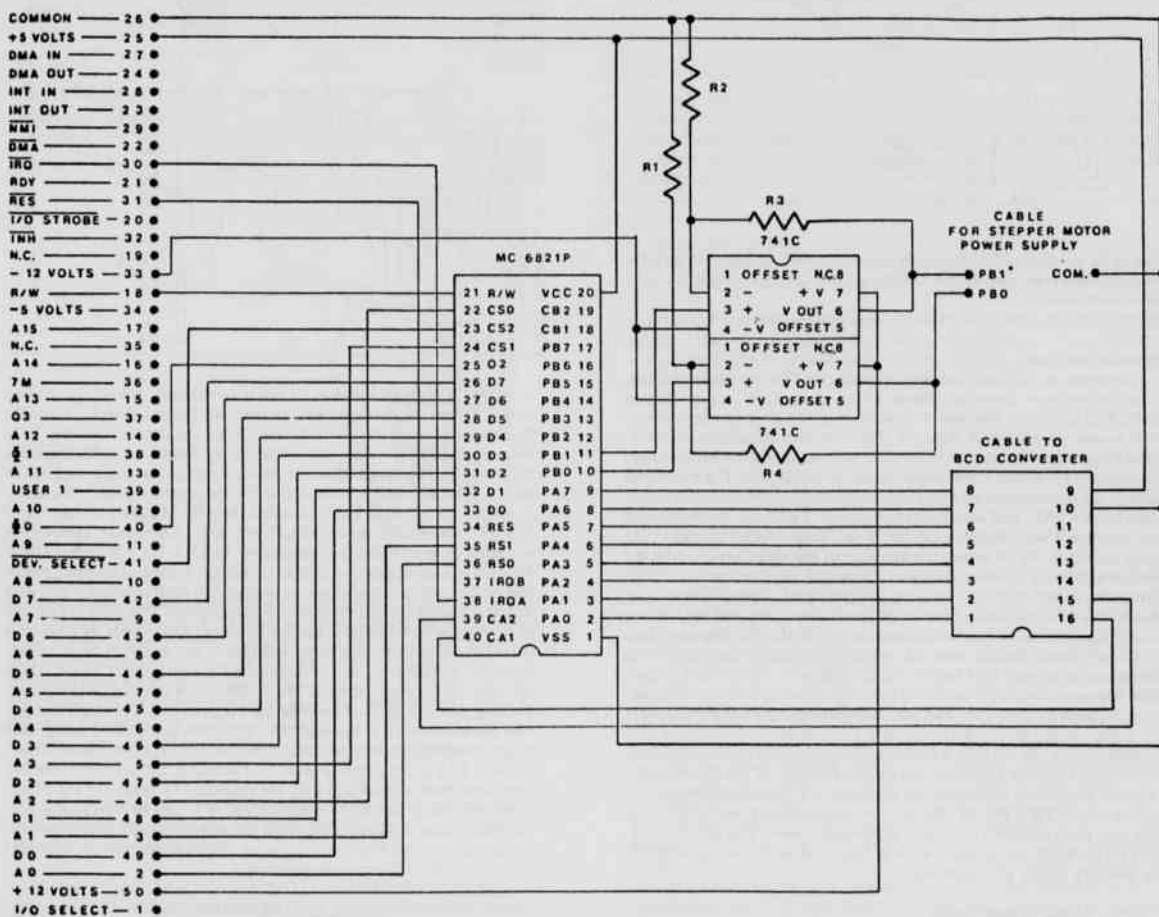 COMMON 26
+5 VOLTS 25
DMA IN 27
DMA OUT 24
INT IN 28
INT OUT 23
NMI 29
DMA 22
IRQ 30
RDY 21
RES 31
I/O STROBE 20
INH 32
N.C. 19
- 12 VOLTS 33
R/W 18
-5 VOLTS 34
A15 17
N.C. 35
A14 16
7M 36
A13 15
Q3 37
A12 14
Φ1 38
A 11 13
USER 1 39
A 10 12
Φ0 40
A9 11
DEV. SELECT 41
A8 10
D7 42
A7 9
D6 43
A6 8
D5 44
A5 7
D4 45
A4 6
D3 46
A3 5
D2 47
A2 4
D1 48
A1 3
D0 49
A0 2
+ 12 VOLTS 50
I/O SELECT 1
MC 6821P
21 R/W VCC 20
22 CS0 CB2 19
23 CS2 CB1 18
24 CS1 PB7 17
25 O2 PB6 16
26 D7 PB5 15
27 D6 PB4 14
28 D5 PB3 13
29 D4 PB2 12
30 D3 PB1 11
31 D2 PB0 10
32 D1 PA7 9
33 D0 PA6 8
34 RES PA5 7
35 RS1 PA4 6
36 RS0 PA3 5
37 IRQB PA2 4
38 IRQA PA1 3
39 CA2 PA0 2
40 CA1 VSS 1
R2
R1
R3
741C
1 OFFSET N.C.8
2 - + V 7
3 + V OUT 6
4 -V OFFSET 5
1 OFFSET N.C.8
2 - + V 7
3 + V OUT 6
4 -V OFFSET 5
741C
R4
CABLE
FOR STEPPER MOTOR
POWER SUPPLY
PB1* COM.
PB0
CABLE TO
BCD CONVERTER
8 9
7 10
6 11
5 12
4 13
3 14
2 15
1 16